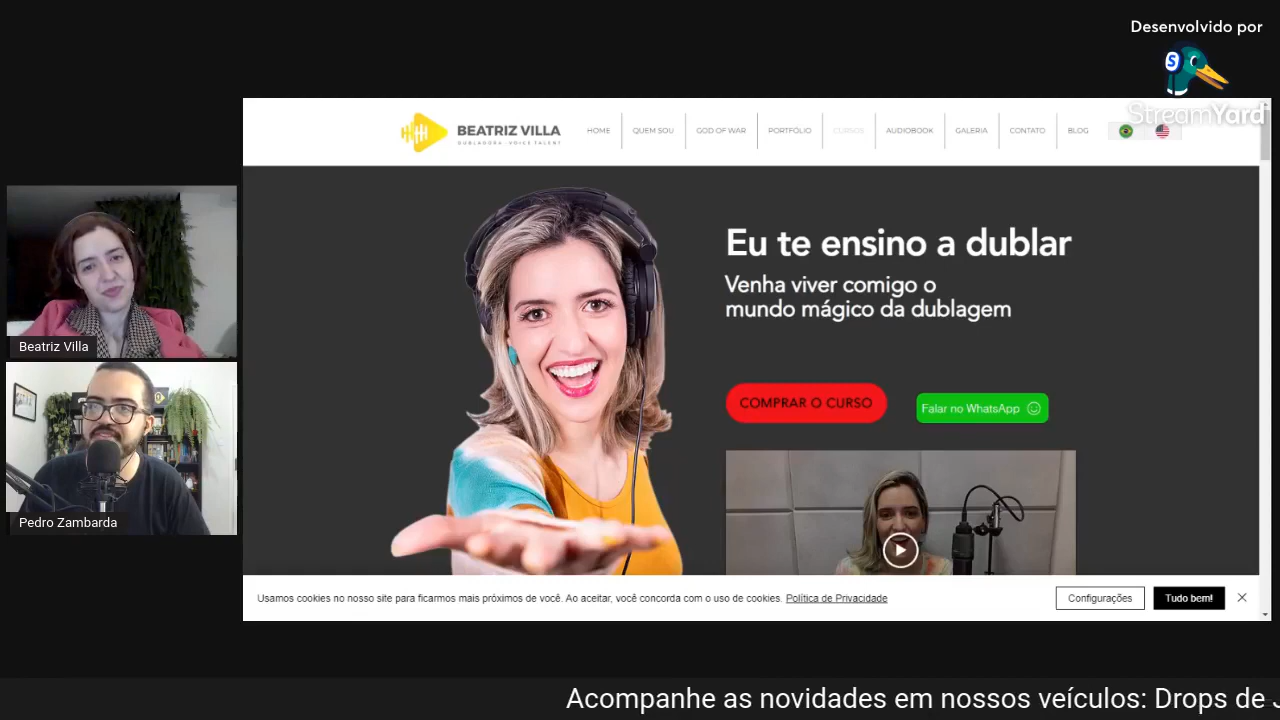 Desenvolvido por
StreamYard
BEATRIZ VILLA
DUBLADORA · VOICE TALENT
HOME
QUEM SOU
GOD OF WAR
PORTFÓLIO
CURSOS
AUDIOBOOK
GALERIA
CONTATO
BLOG
Eu te ensino a dublar
Venha viver comigo o
mundo mágico da dublagem
COMPRAR O CURSO
Falar no WhatsApp
Beatriz Villa
Pedro Zambarda
Usamos cookies no nosso site para ficarmos mais próximos de você. Ao aceitar, você concorda com o uso de cookies. Política de Privacidade
Configurações
Tudo bem!
Acompanhe as novidades em nossos veículos: Drops de